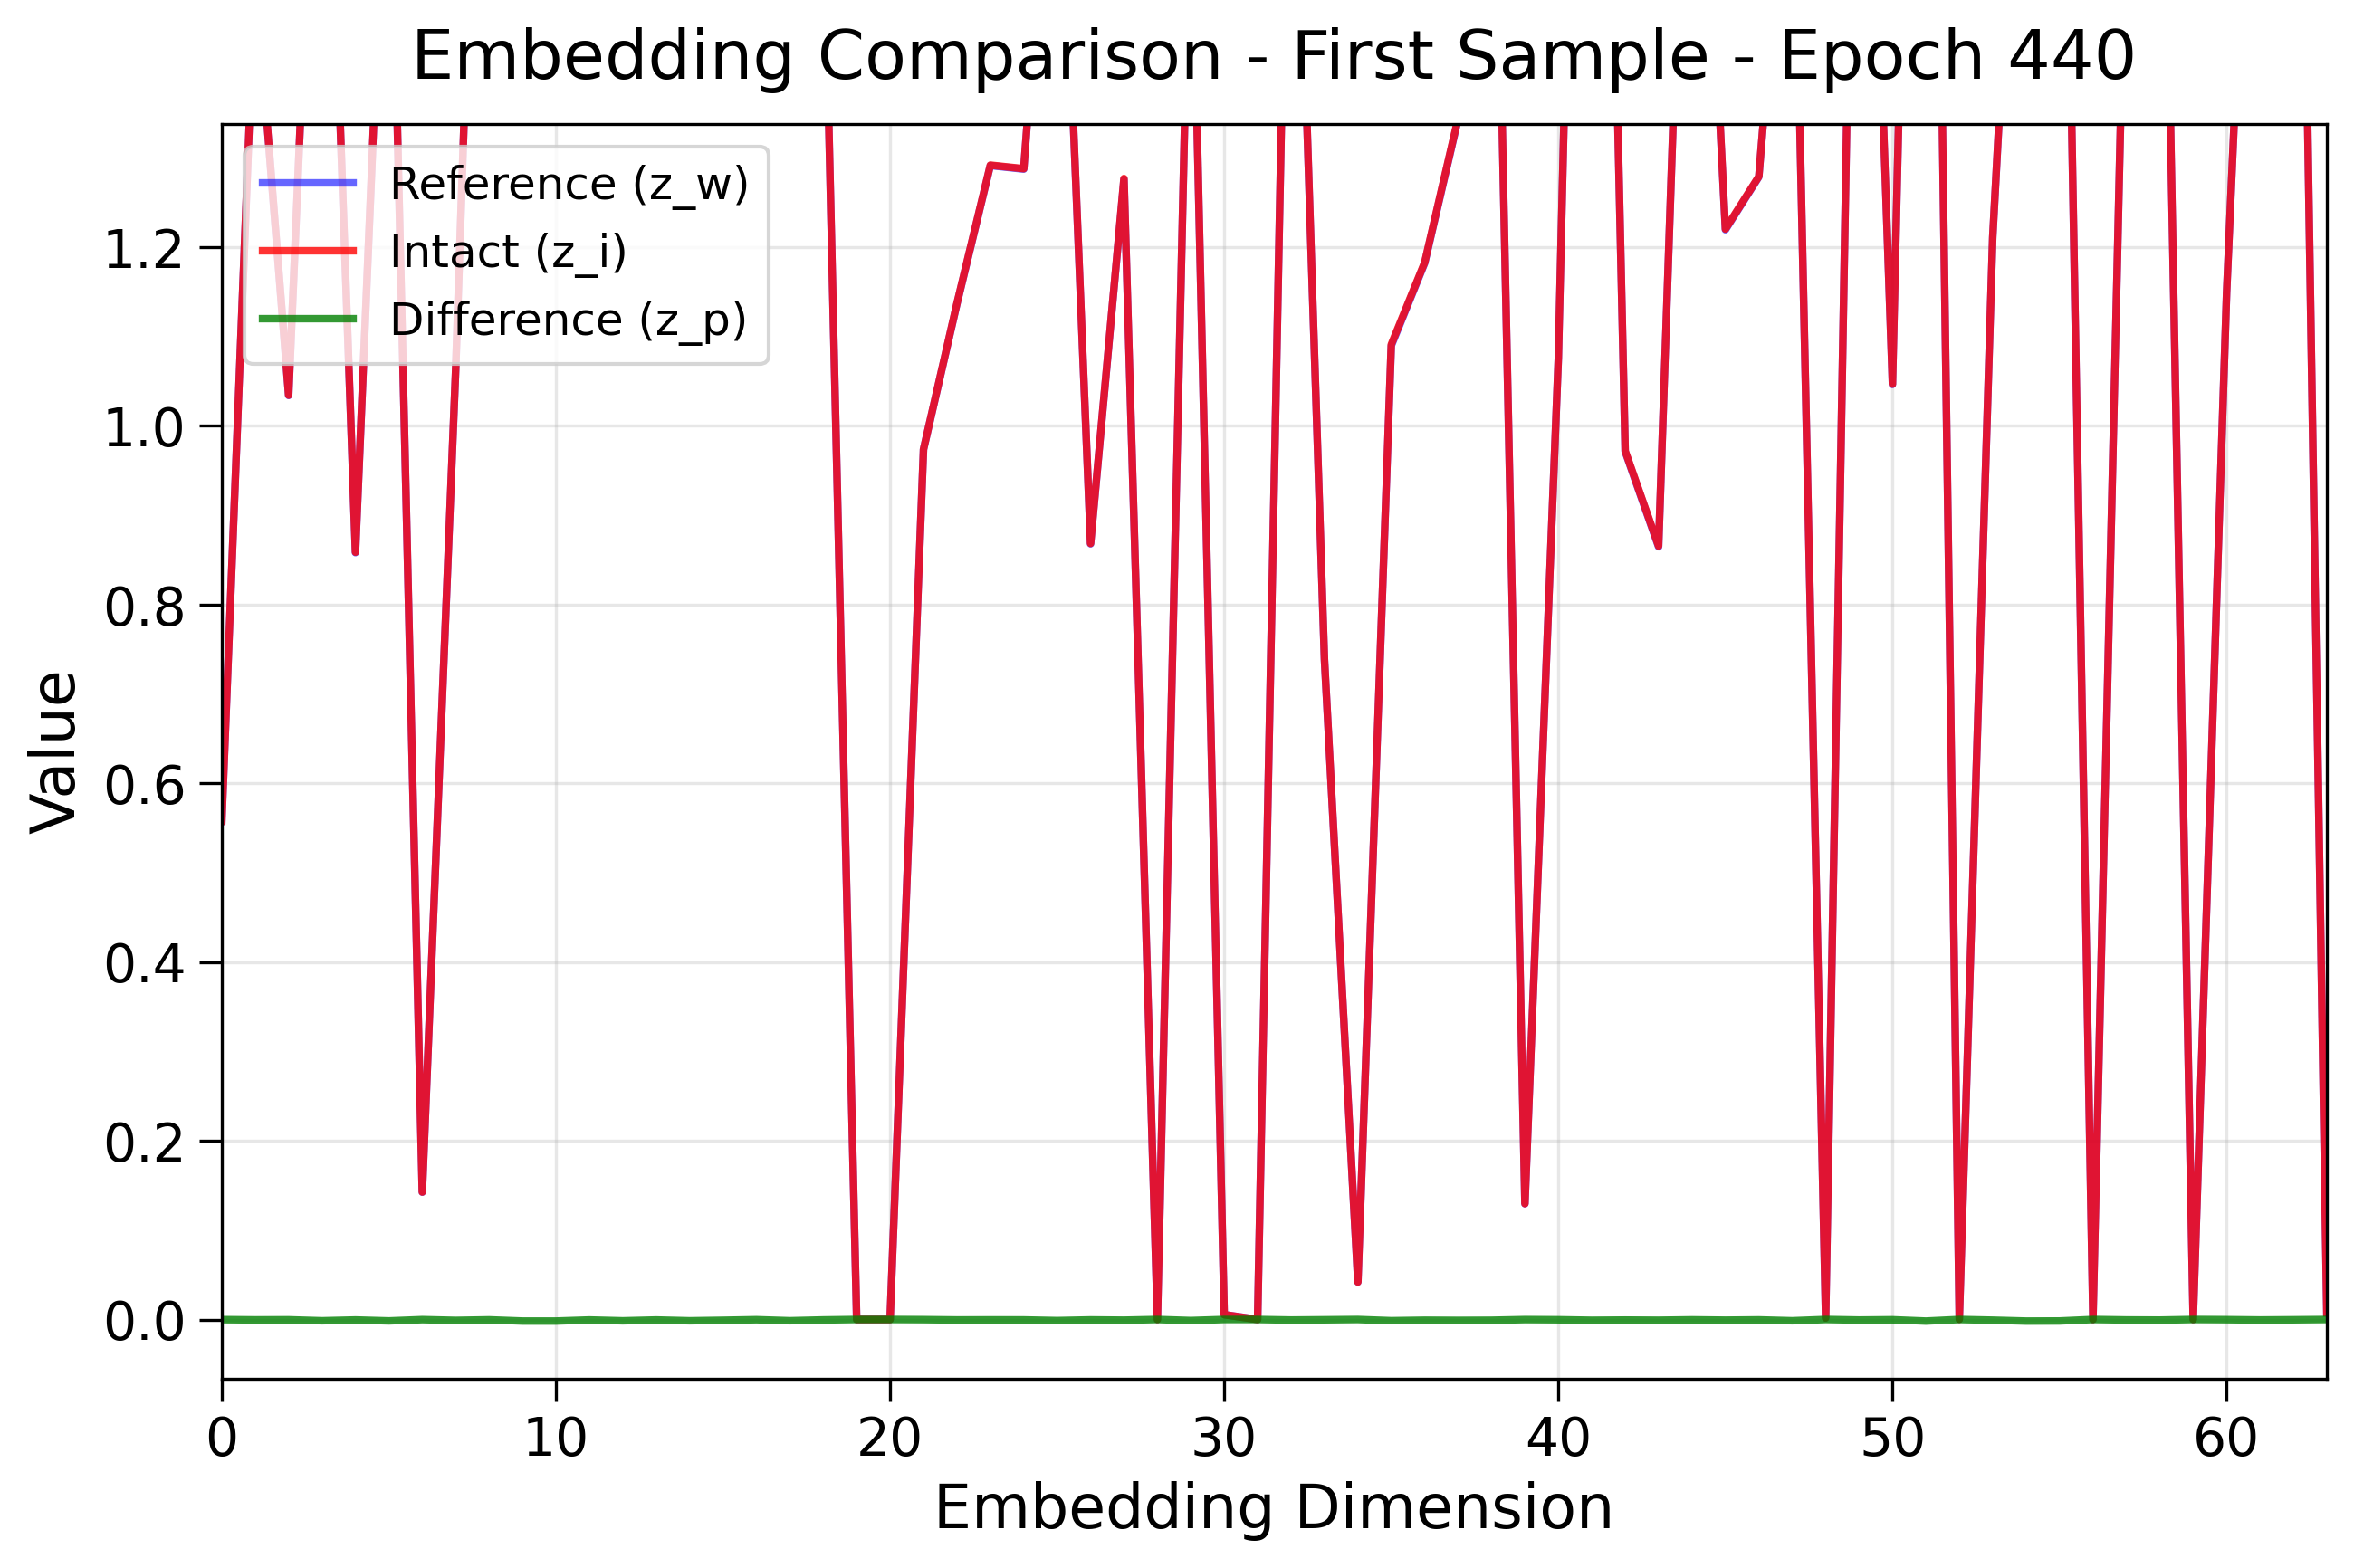 Embedding Comparison - First Sample - Epoch 440
Reference (z_w)
Intact (z_i)
Difference (z_p)
1.2
1.0
0.8
0.6
0.4
0.2
0.0
Value
0 10 20 30 40 50 60
Embedding Dimension